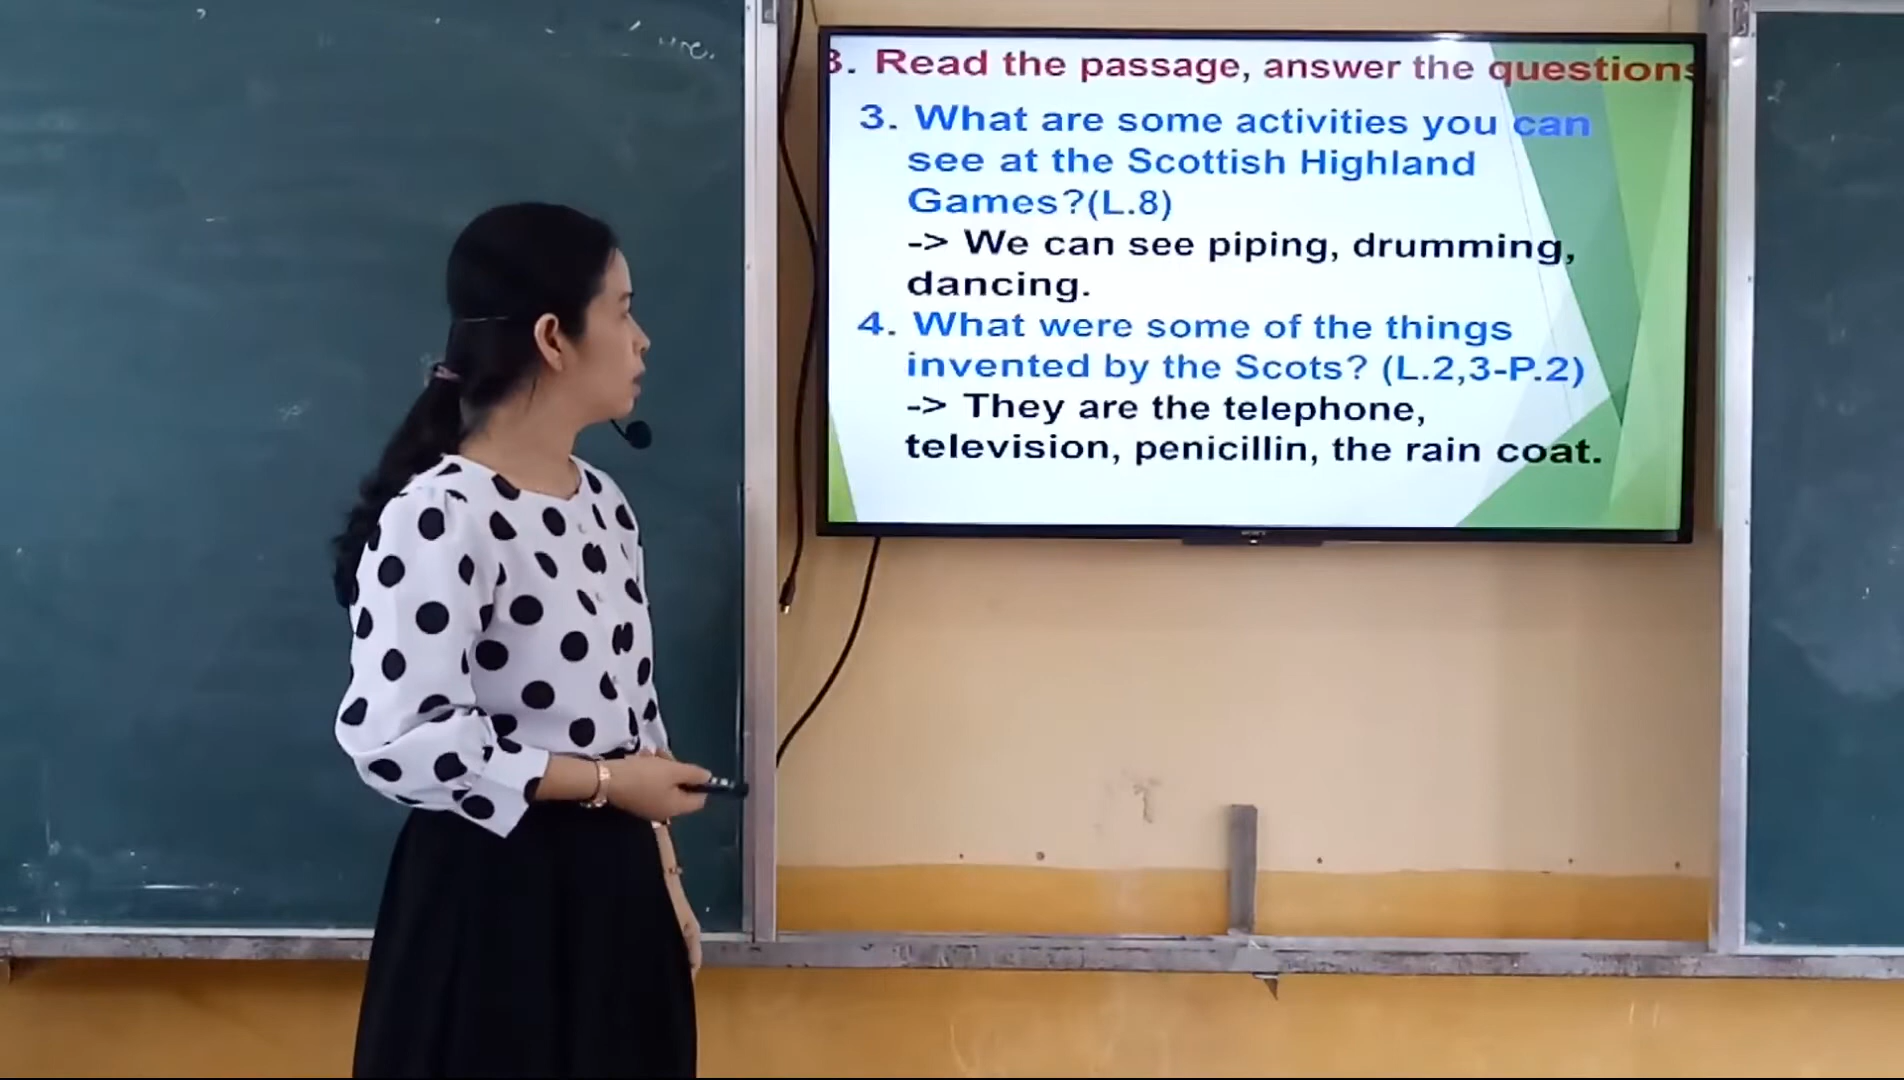 3. Read the passage, answer the questions
3. What are some activities you can
see at the Scottish Highland
Games?(L.8)
-> We can see piping, drumming,
dancing.
4. What were some of the things
invented by the Scots? (L.2,3-P.2)
-> They are the telephone,
television, penicillin, the rain coat.